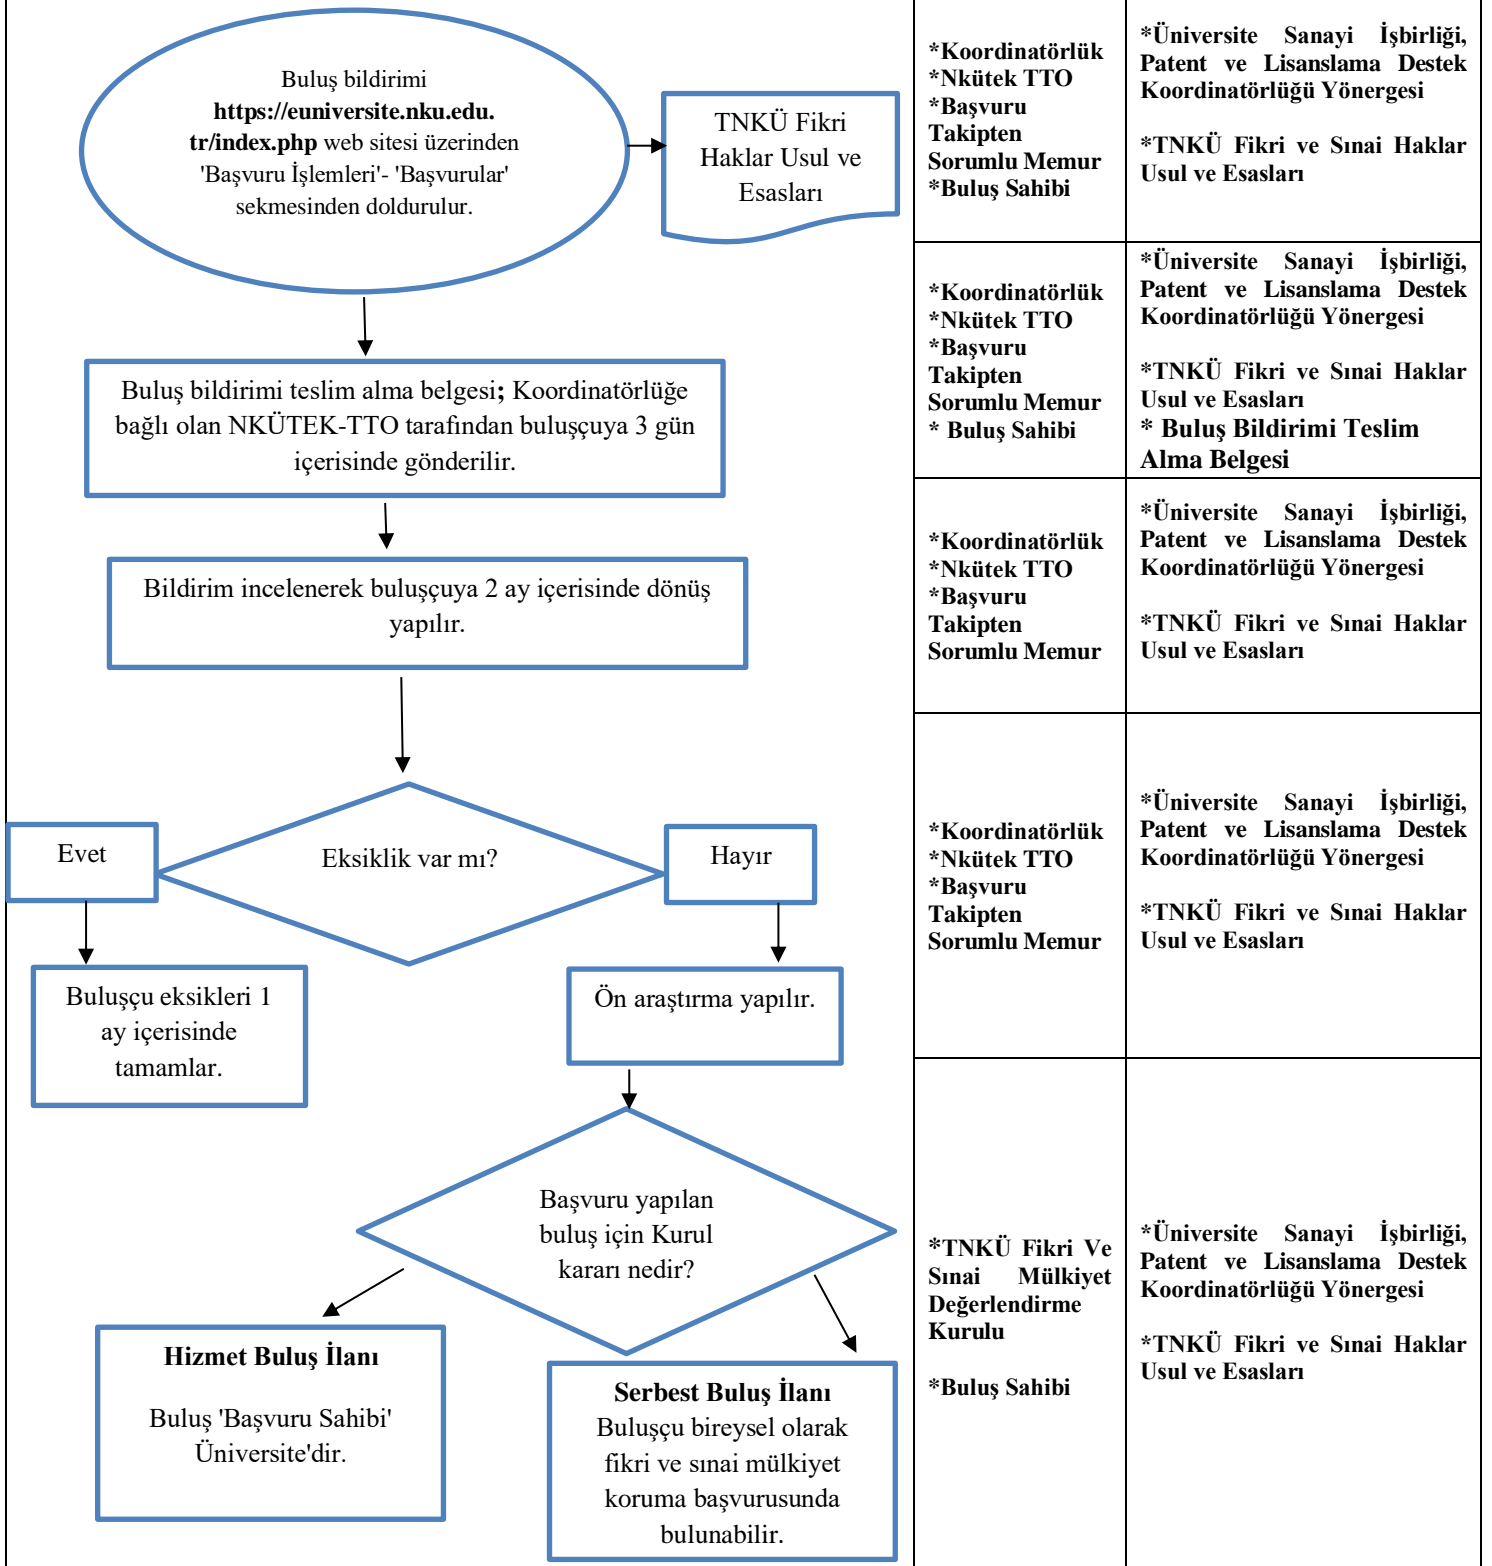 Buluş bildirimi
https://euniversite.nku.edu.
tr/index.php web sitesi üzerinden
'Başvuru İşlemleri'- 'Başvurular'
sekmesinden doldurulur.
TNKÜ Fikri
Haklar Usul ve
Esasları
*Koordinatörlük
*Nkütek TTO
*Başvuru
Takipten
Sorumlu Memur
*Buluş Sahibi
*Üniversite Sanayi İşbirliği,
Patent ve Lisanslama Destek
Koordinatörlüğü Yönergesi
*TNKÜ Fikri ve Sınai Haklar
Usul ve Esasları
Buluş bildirimi teslim alma belgesi; Koordinatörlüğe
bağlı olan NKÜTEK-TTO tarafından buluşçuya 3 gün
içerisinde gönderilir.
*Koordinatörlük
*Nkütek TTO
*Başvuru
Takipten
Sorumlu Memur
* Buluş Sahibi
*Üniversite Sanayi İşbirliği,
Patent ve Lisanslama Destek
Koordinatörlüğü Yönergesi
*TNKÜ Fikri ve Sınai Haklar
Usul ve Esasları
* Buluş Bildirimi Teslim
Alma Belgesi
Bildirim incelenerek buluşçuya 2 ay içerisinde dönüş
yapılır.
*Koordinatörlük
*Nkütek TTO
*Başvuru
Takipten
Sorumlu Memur
*Üniversite Sanayi İşbirliği,
Patent ve Lisanslama Destek
Koordinatörlüğü Yönergesi
*TNKÜ Fikri ve Sınai Haklar
Usul ve Esasları
Evet
Eksiklik var mı?
Hayır
Buluşçu eksikleri 1
ay içerisinde
tamamlar.
Ön araştırma yapılır.
*Koordinatörlük
*Nkütek TTO
*Başvuru
Takipten
Sorumlu Memur
*Üniversite Sanayi İşbirliği,
Patent ve Lisanslama Destek
Koordinatörlüğü Yönergesi
*TNKÜ Fikri ve Sınai Haklar
Usul ve Esasları
Başvuru yapılan
buluş için Kurul
kararı nedir?
Hizmet Buluş İlanı
Buluş 'Başvuru Sahibi'
Üniversite'dir.
Serbest Buluş İlanı
Buluşçu bireysel olarak
fikri ve sınai mülkiyet
koruma başvurusunda
bulunabilir.
*TNKÜ Fikri Ve
Sınai Mülkiyet
Değerlendirme
Kurulu
*Buluş Sahibi
*Üniversite Sanayi İşbirliği,
Patent ve Lisanslama Destek
Koordinatörlüğü Yönergesi
*TNKÜ Fikri ve Sınai Haklar
Usul ve Esasları